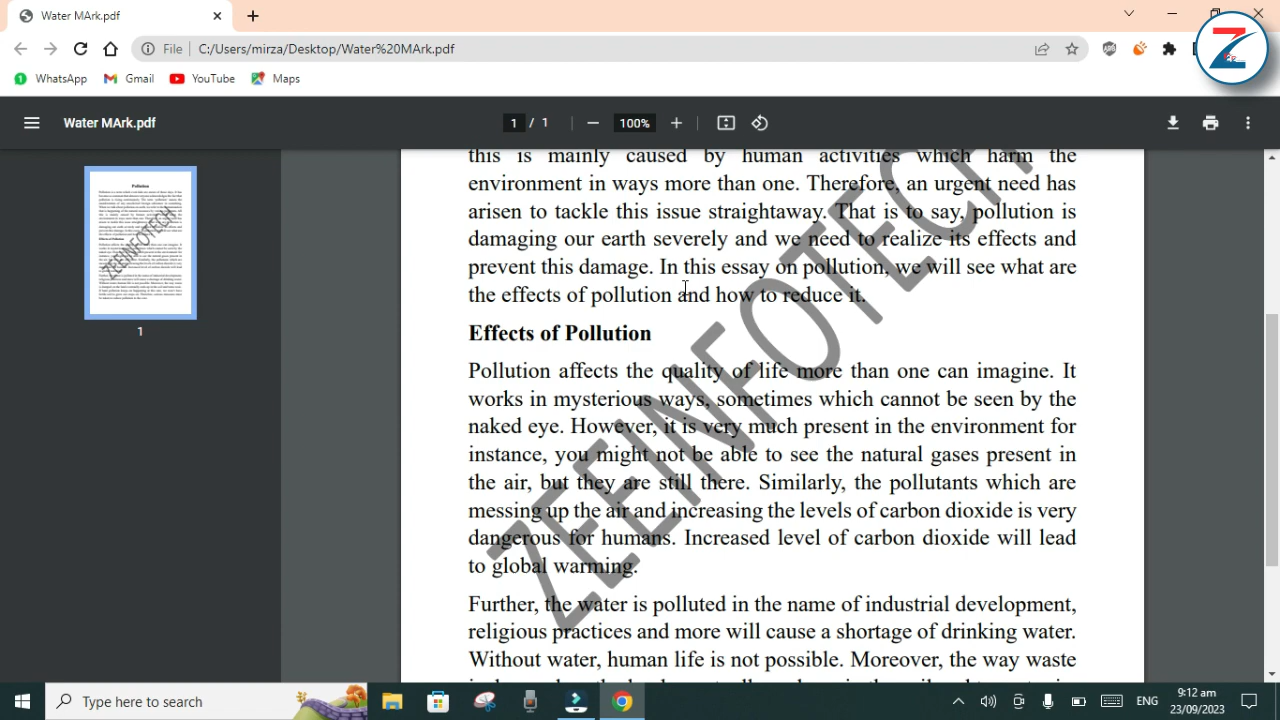 Water MArk.pdf
File
C:/Users/mirza/Desktop/Water%20MArk.pdf
WhatsApp
Gmail
YouTube
Maps
Water MArk.pdf
1 / 1
100%
Pollution
Effects of Pollution
ZEEINFOTECH
1
this is mainly caused by human activities which harm the
environment in ways more than one. Therefore, an urgent need has
arisen to tackle this issue straightaway. That is to say, pollution is
damaging our earth severely and we need to realize its effects and
prevent this damage. In this essay on pollution, we will see what are
the effects of pollution and how to reduce it.
Effects of Pollution
Pollution affects the quality of life more than one can imagine. It
works in mysterious ways, sometimes which cannot be seen by the
naked eye. However, it is very much present in the environment for
instance, you might not be able to see the natural gases present in
the air, but they are still there. Similarly, the pollutants which are
messing up the air and increasing the levels of carbon dioxide is very
dangerous for humans. Increased level of carbon dioxide will lead
to global warming.
Further, the water is polluted in the name of industrial development,
religious practices and more will cause a shortage of drinking water.
Without water, human life is not possible. Moreover, the way waste
ZEEINFOTECH
Type here to search
ENG
9:12 am
23/09/2023